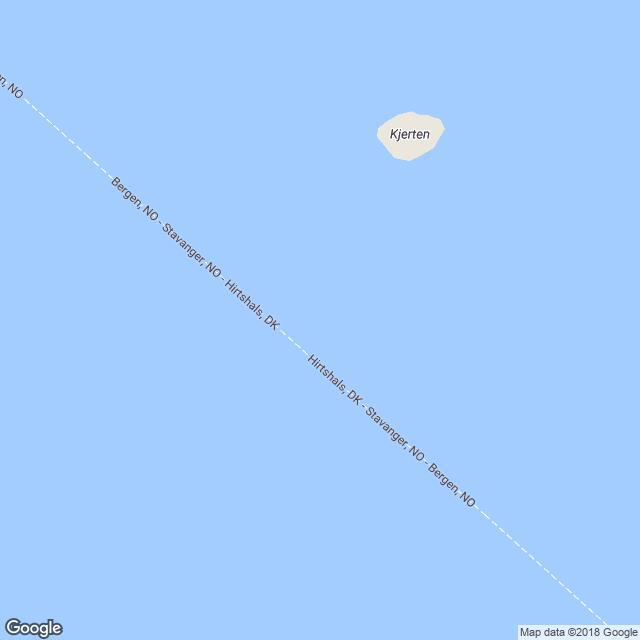 en, NO
Kjerten
Bergen, NO - Stavanger, NO - Hirtshals, DK
Hirtshals, DK - Stavanger, NO - Bergen, NO
Google
Map data ©2018 Google